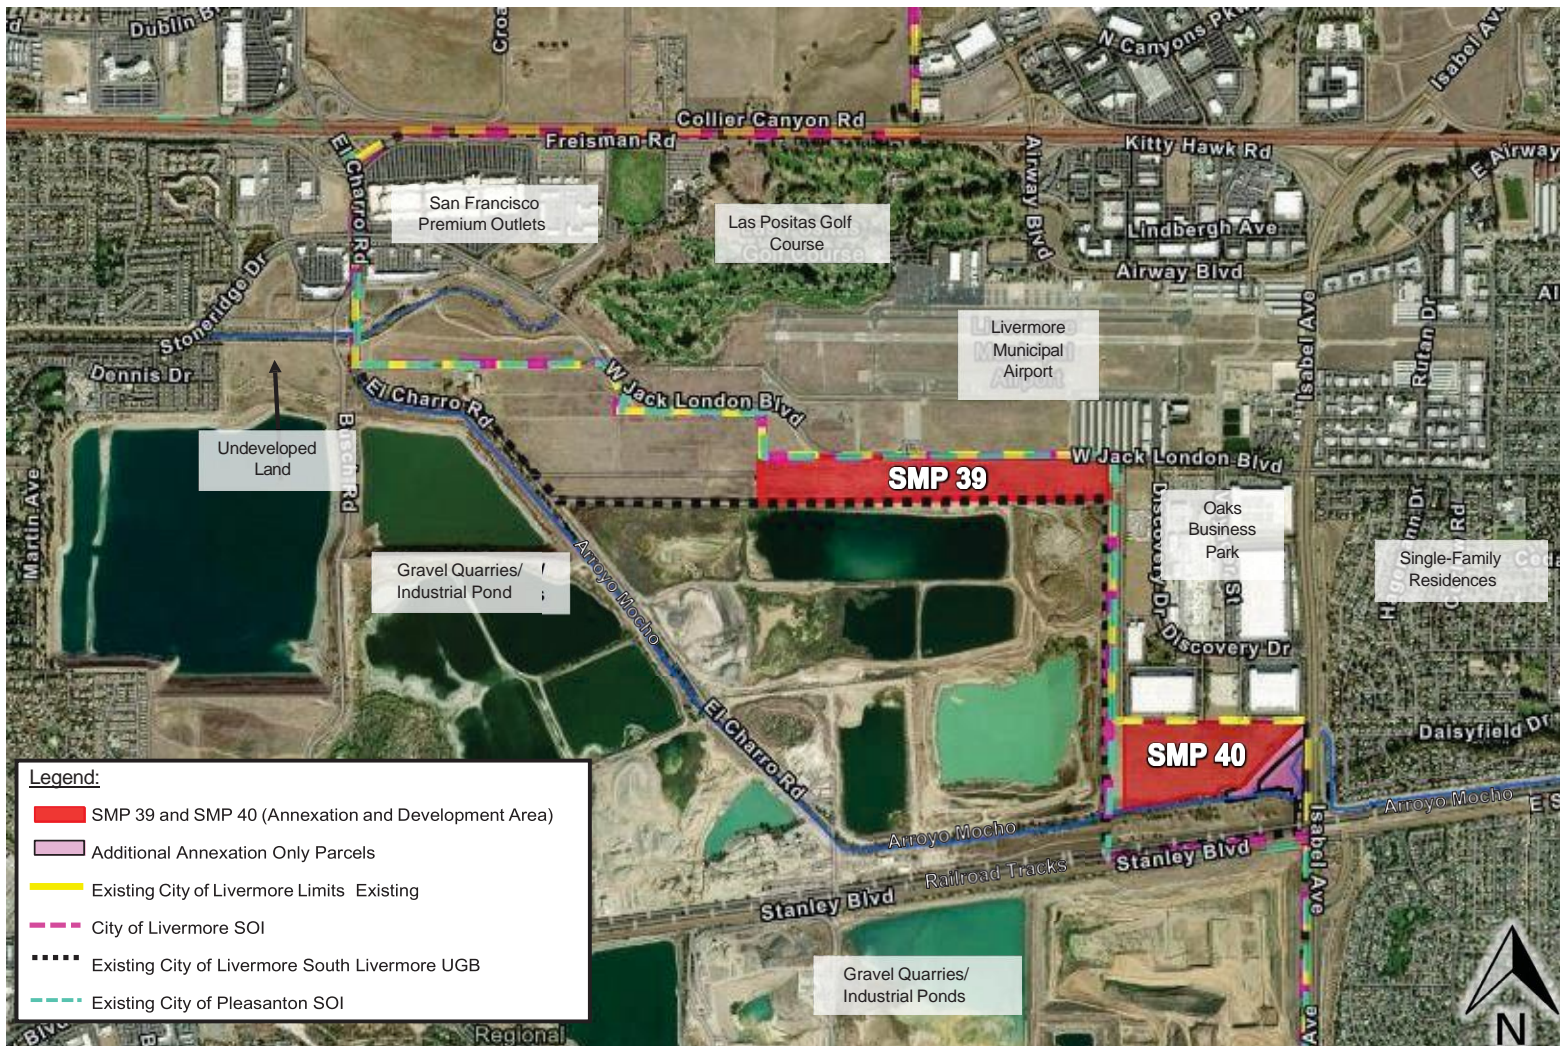 Dublin Bl
Croa
N Canyons Pkwy
Isabel Ave
Collier Canyon Rd
Freisman Rd
Kitty Hawk Rd
E Airway
El Charro Rd
Airway Blvd
San Francisco
Premium Outlets
Las Positas Golf
Course
Golf Course
Lindbergh Ave
Airway Blvd
Al
Stoneridge Dr
Isabel Ave
Rutan Dr
Livermore
Municipal
Airport
Dennis Dr
El Charro Rd
W Jack London Blvd
Undeveloped
Land
Busch Rd
Martin Ave
SMP 39
W Jack London Blvd
Oaks
Business
Park
Discovery Dr
St
Single-Family
Residences
Gravel Quarries/
Industrial Pond
Arroyo Mocho
Discovery Dr
El Charro Rd
SMP 40
Daisyfield Dr
Arroyo Mocho
Arroyo Mocho
E S
Isabel Ave
Stanley Blvd
Railroad Tracks
Stanley Blvd
Legend:
SMP 39 and SMP 40 (Annexation and Development Area)
Additional Annexation Only Parcels
Existing City of Livermore Limits Existing
City of Livermore SOI
Existing City of Livermore South Livermore UGB
Existing City of Pleasanton SOI
Gravel Quarries/
Industrial Ponds
Regional
Blvd
Ave
N